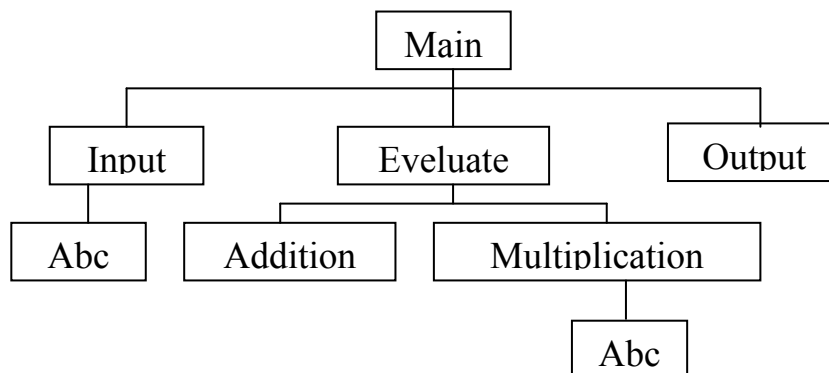 Main
Input
Eveluate
Output
Abc
Addition
Multiplication
Abc